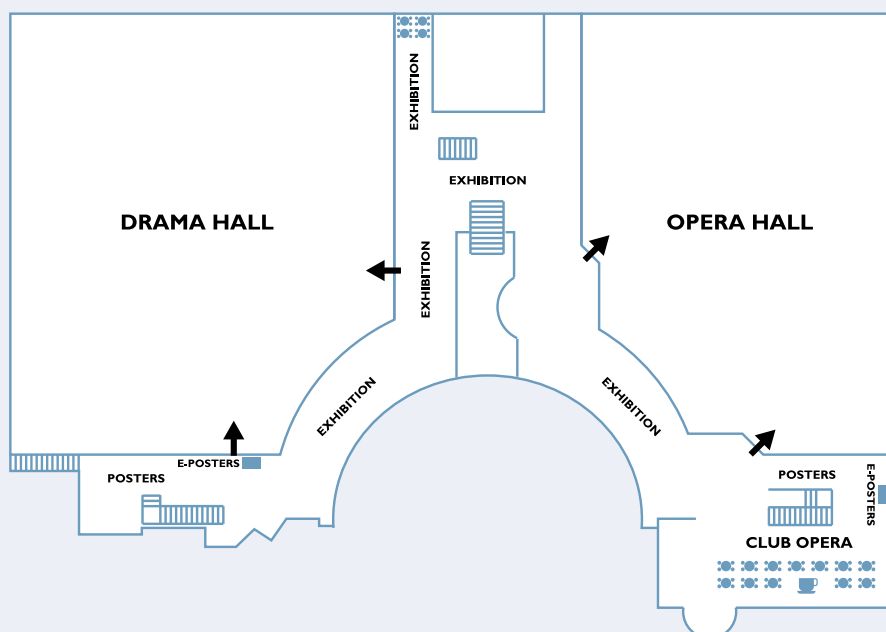 EXHIBITION
EXHIBITION
DRAMA HALL
OPERA HALL
EXHIBITION
EXHIBITION
EXHIBITION
E-POSTERS
POSTERS
POSTERS
E-POSTERS
CLUB OPERA